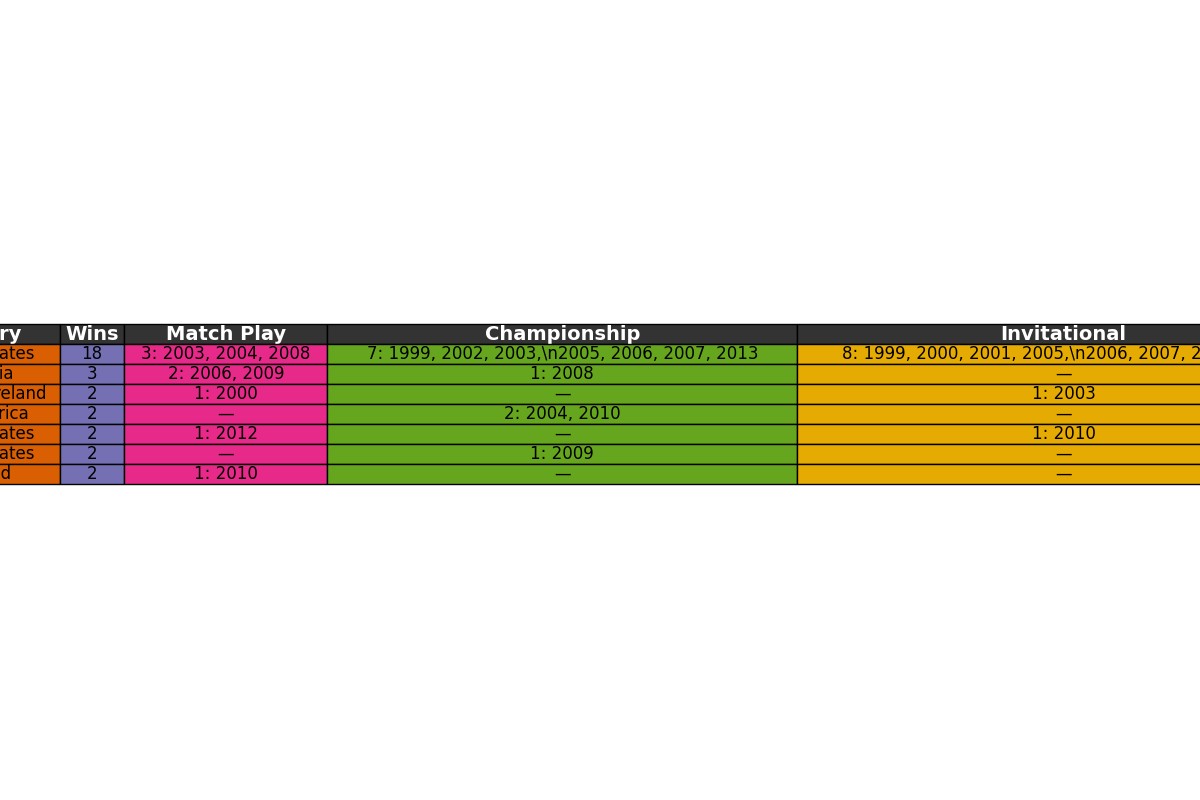 ry Wins Match Play Championship Invitational
ates 18 3: 2003, 2004, 2008 7: 1999, 2002, 2003,\n2005, 2006, 2007, 2013 8: 1999, 2000, 2001, 2005,\n2006, 2007, 2
ia 3 2: 2006, 2009 1: 2008 —
reland 2 1: 2000 — 1: 2003
rica 2 — 2: 2004, 2010 —
ates 2 1: 2012 — 1: 2010
ates 2 — 1: 2009 —
d 2 1: 2010 — —